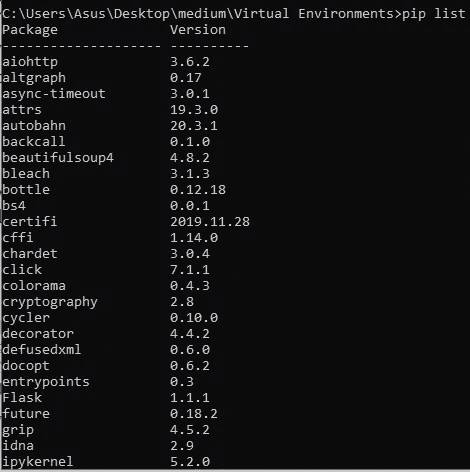 C:\Users\Asus\Desktop\medium\Virtual Environments>pip list
Package             Version
------------------- ----------
aiohttp             3.6.2
altgraph            0.17
async-timeout       3.0.1
attrs               19.3.0
autobahn            20.3.1
backcall            0.1.0
beautifulsoup4      4.8.2
bleach              3.1.3
bottle              0.12.18
bs4                 0.0.1
certifi             2019.11.28
cffi                1.14.0
chardet             3.0.4
click               7.1.1
colorama            0.4.3
cryptography        2.8
cycler              0.10.0
decorator           4.4.2
defusedxml          0.6.0
docopt              0.6.2
entrypoints         0.3
Flask               1.1.1
future              0.18.2
grip                4.5.2
idna                2.9
ipykernel           5.2.0